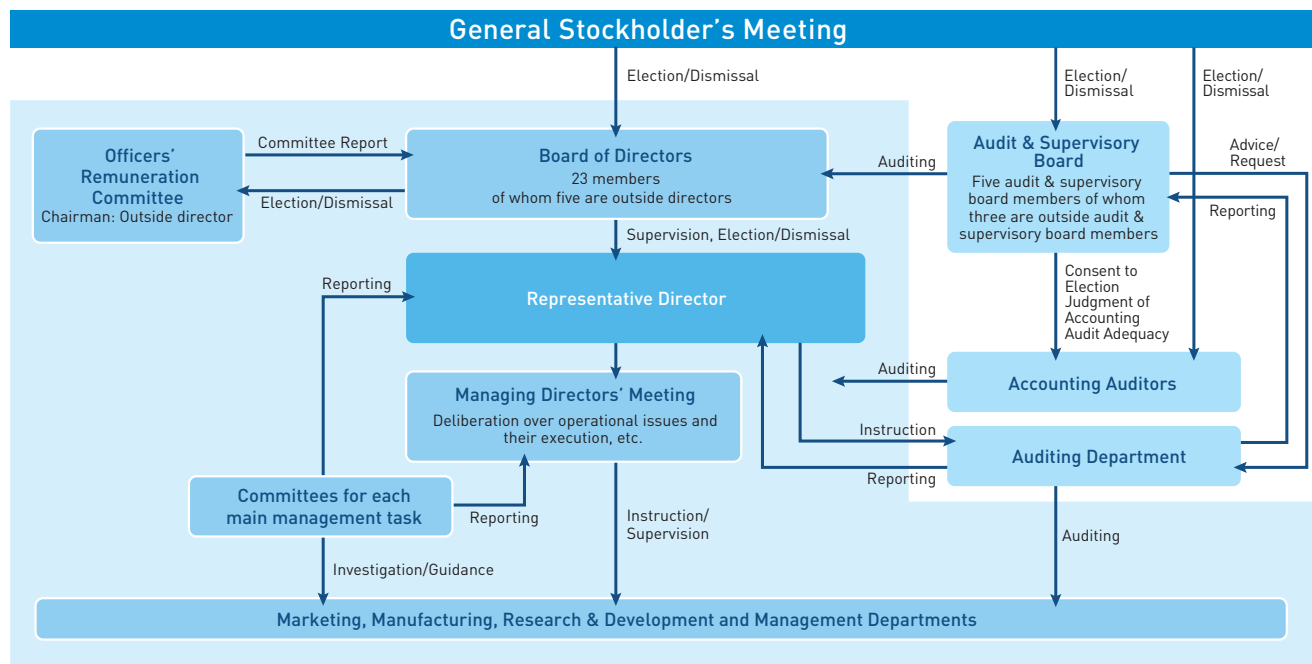 General Stockholder's Meeting
Election/Dismissal
Election/
Dismissal
Election/
Dismissal
Officers'
Remuneration
Committee
Chairman: Outside director
Committee Report
Election/Dismissal
Board of Directors
23 members
of whom five are outside directors
Auditing
Audit & Supervisory
Board
Five audit & supervisory
board members of whom
three are outside audit &
supervisory board members
Advice/
Request
Reporting
Supervision, Election/Dismissal
Reporting
Representative Director
Consent to
Election
Judgment of
Accounting
Audit Adequacy
Managing Directors' Meeting
Deliberation over operational issues and
their execution, etc.
Auditing
Accounting Auditors
Instruction
Reporting
Auditing Department
Committees for each
main management task
Reporting
Instruction/
Supervision
Auditing
Investigation/Guidance
Marketing, Manufacturing, Research & Development and Management Departments